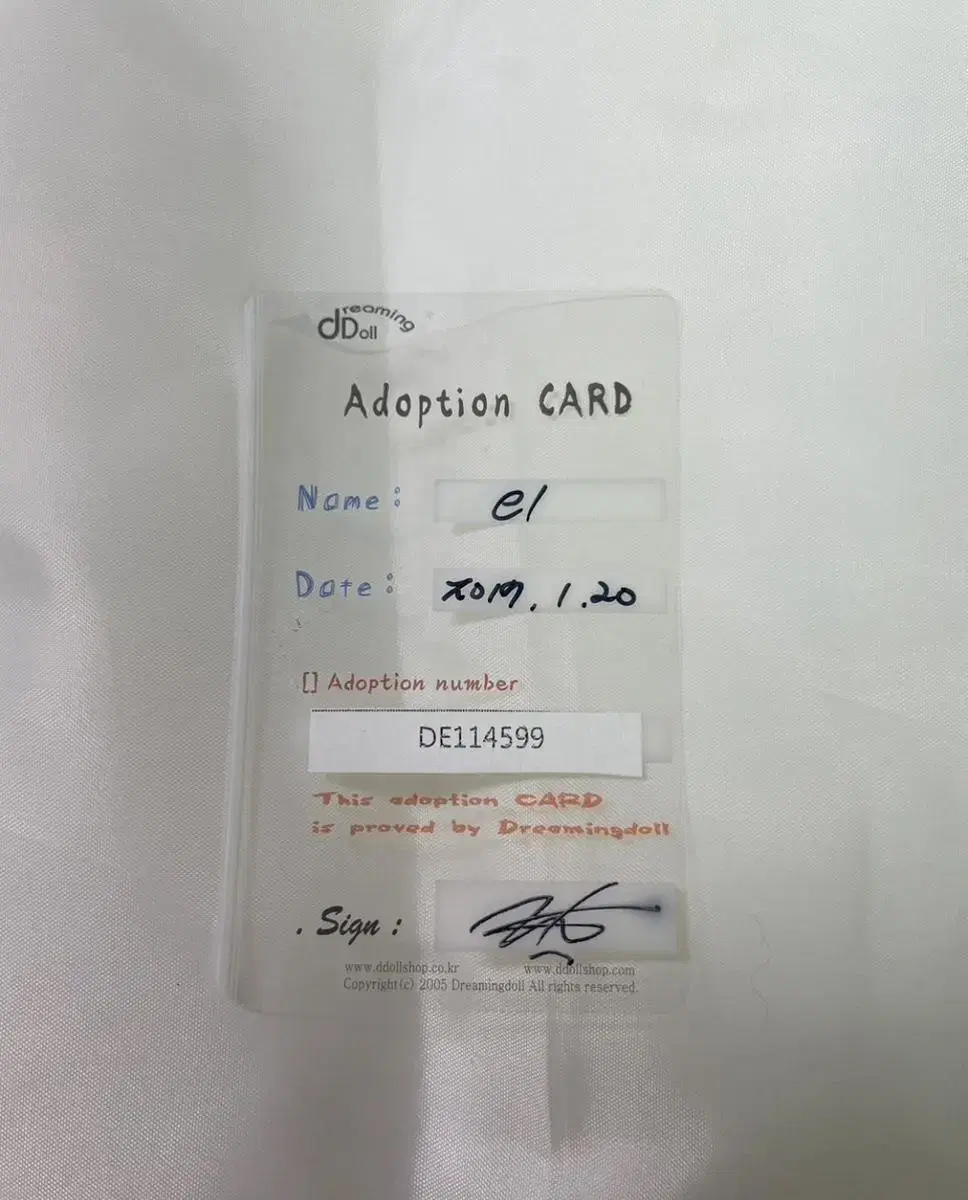 dreaming Doll
Adoption CARD
Name : el
Date : 2019. 1. 20
[] Adoption number
DE114599
This adoption CARD
is proved by Dreamingdoll
. Sign :
www.ddollshop.co.kr www.ddollshop.com
Copyright(c) 2005 Dreamingdoll All rights reserved.